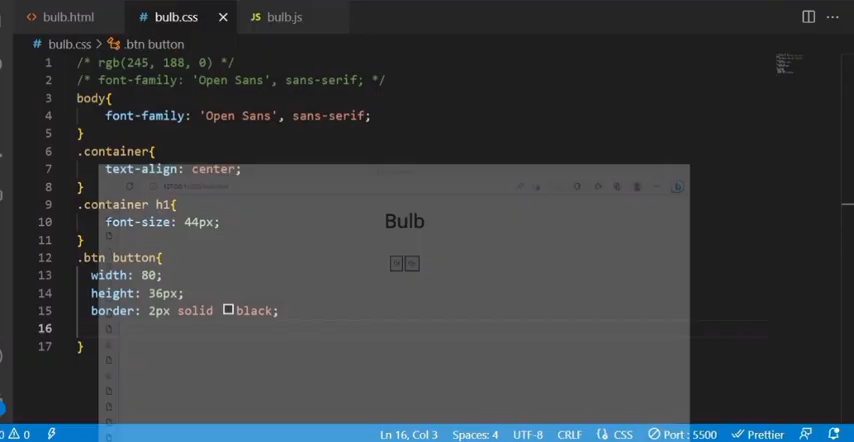 bulb.html
bulb.css
JS bulb.js
bulb.css > .btn button
1 /* rgb(245, 188, 0) */
2 /* font-family: 'Open Sans', sans-serif; */
3 body{
4 font-family: 'Open Sans', sans-serif;
5 }
6 .container{
7 text-align: center;
8 }
9 .container h1{
10 font-size: 44px;
11 }
12 .btn button{
13 width: 80;
14 height: 36px;
15 border: 2px solid black;
16
17 }
Bulb
0 Ln 16, Col 3 Spaces: 4 UTF-8 CRLF CSS Port : 5500 Prettier